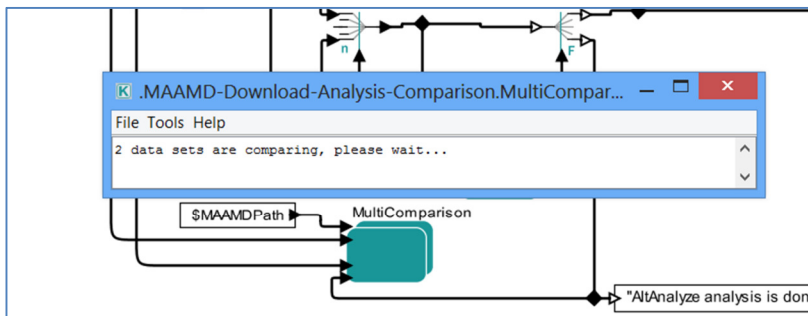 n
F
K .MAAMD-Download-Analysis-Comparison.MultiCompar...
File Tools Help
2 data sets are comparing, please wait...
$MAAMDPath
MultiComparison
"AltAnalyze analysis is don